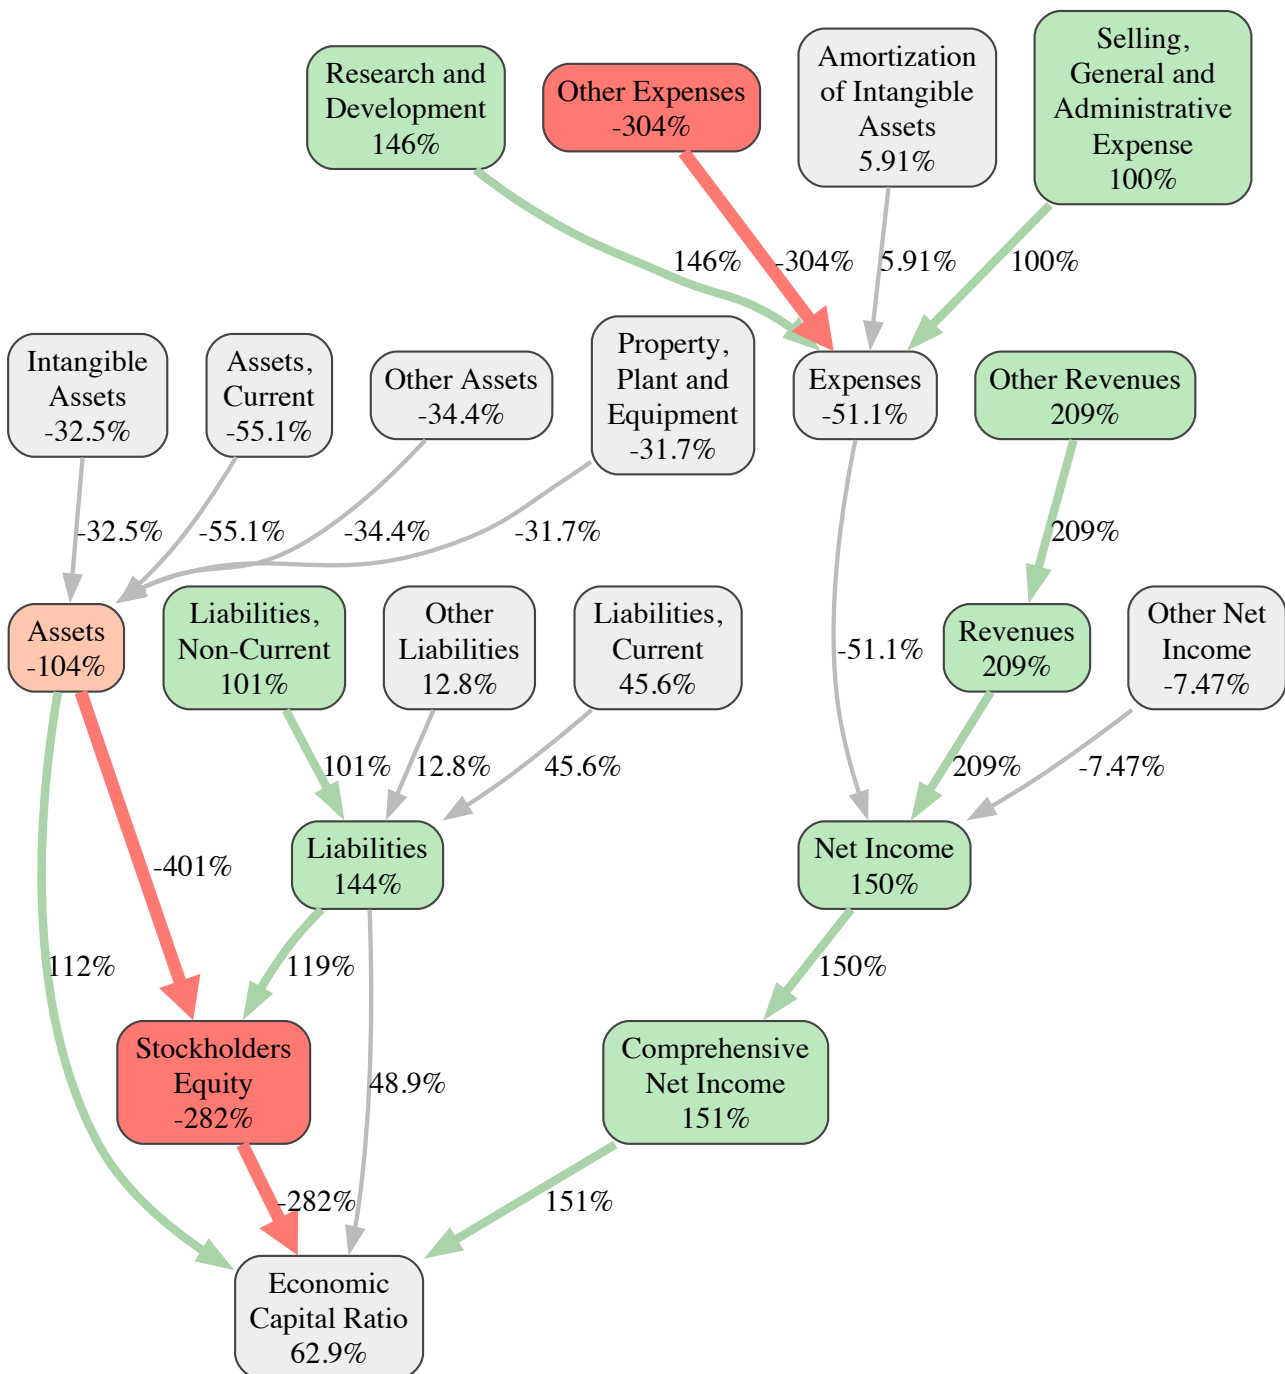 Research and
Development
146%
Other Expenses
-304%
Amortization
of Intangible
Assets
5.91%
Selling,
General and
Administrative
Expense
100%
146%
-304%
5.91%
100%
Intangible
Assets
-32.5%
Assets,
Current
-55.1%
Other Assets
-34.4%
Property,
Plant and
Equipment
-31.7%
Expenses
-51.1%
Other Revenues
209%
-32.5%
-55.1%
-34.4%
-31.7%
209%
Assets
-104%
Liabilities,
Non-Current
101%
Other
Liabilities
12.8%
Liabilities,
Current
45.6%
-51.1%
Revenues
209%
Other Net
Income
-7.47%
101%
12.8%
45.6%
209%
-7.47%
-401%
Liabilities
144%
Net Income
150%
112%
119%
150%
Stockholders
Equity
-282%
48.9%
Comprehensive
Net Income
151%
-282%
151%
Economic
Capital Ratio
62.9%